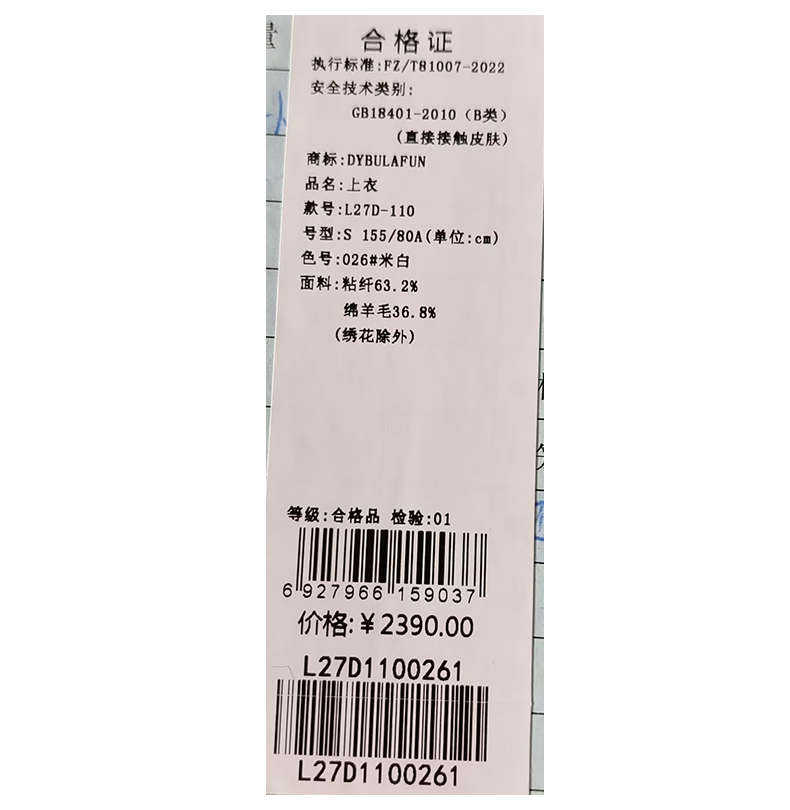 合格证
执行标准:FZ/T81007-2022
安全技术类别:
GB18401-2010（B类）
(直接接触皮肤)
商标:DYBULAFUN
品名:上衣
款号:L27D-110
号型:S 155/80A(单位:cm)
色号:026#米白
面料:粘纤63.2%
绵羊毛36.8%
(绣花除外)
等级:合格品 检验:01
6 927966 159037
价格:￥2390.00
L27D1100261
L27D1100261